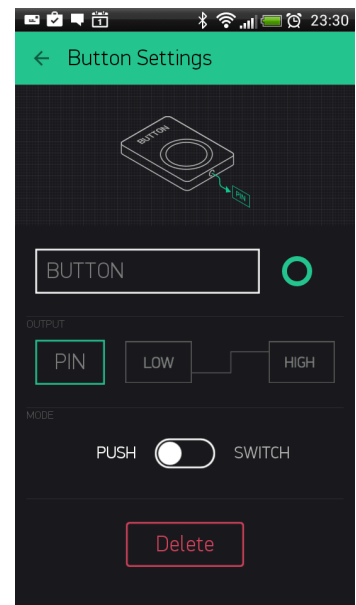 23:30
Button Settings
BUTTON
PIN
BUTTON
OUTPUT
PIN LOW HIGH
MODE
PUSH SWITCH
Delete